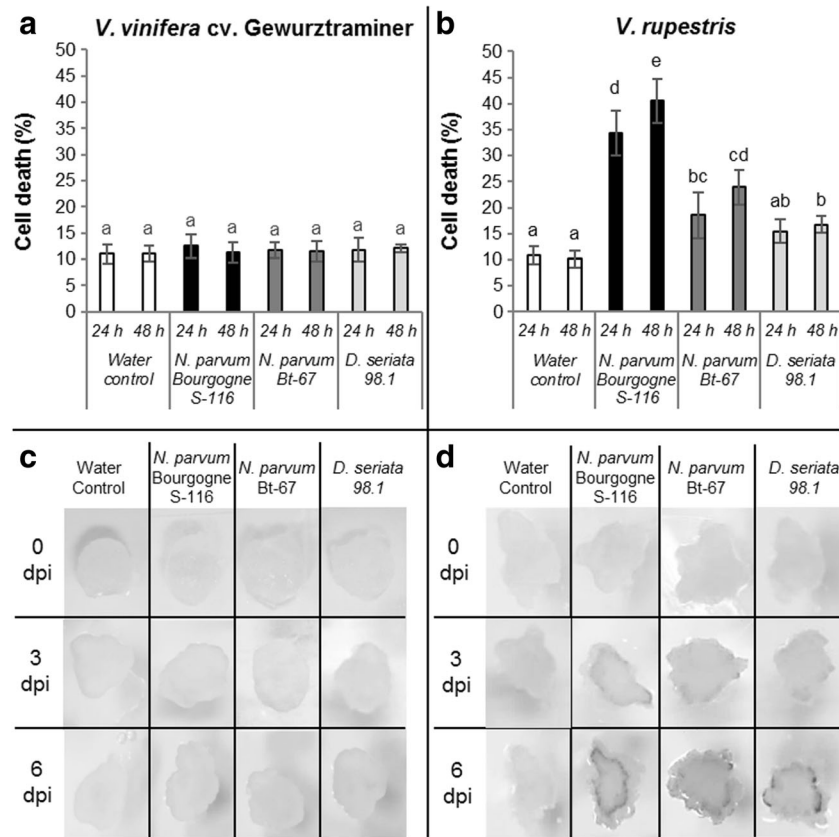 a
V. vinifera cv. Gewurztraminer
50
45
40
35
30
25
20
15
10
5
0
Cell death (%)
a a a a a a a a
24 h 48 h 24 h 48 h 24 h 48 h 24 h 48 h
Water control
N. parvum Bourgogne S-116
N. parvum Bt-67
D. seriata 98.1
b
V. rupestris
50
45
40
35
30
25
20
15
10
5
0
Cell death (%)
a a d e bc cd ab b
24 h 48 h 24 h 48 h 24 h 48 h 24 h 48 h
Water control
N. parvum Bourgogne S-116
N. parvum Bt-67
D. seriata 98.1
c
Water Control
N. parvum Bourgogne S-116
N. parvum Bt-67
D. seriata 98.1
0 dpi
3 dpi
6 dpi
d
Water Control
N. parvum Bourgogne S-116
N. parvum Bt-67
D. seriata 98.1
0 dpi
3 dpi
6 dpi